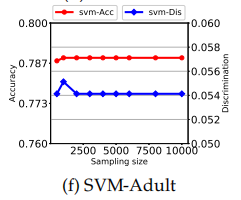 svm-Acc svm-Dis
0.800 0.060
0.058
0.787 0.056
0.054
0.773
0.052
0.760 0.050
2500 5000 7500 10000
Accuracy
Discrimination
Sampling size
(f) SVM-Adult